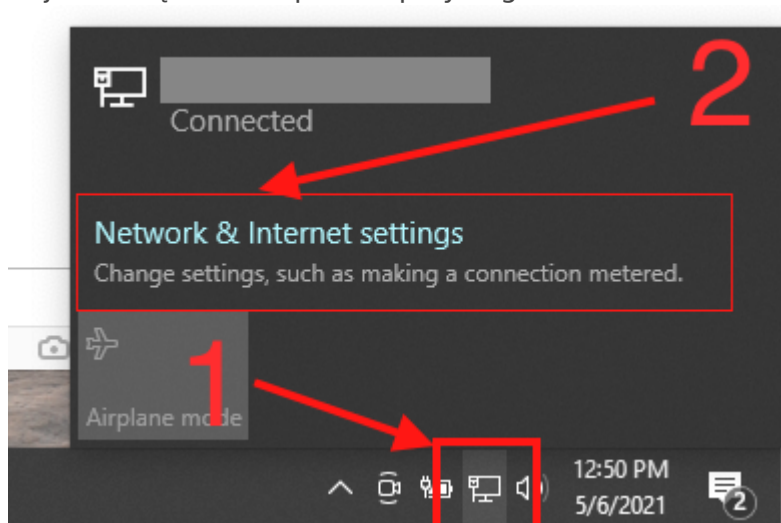 2
Connected
Network & Internet settings
Change settings, such as making a connection metered.
1
Airplane mode
12:50 PM
5/6/2021
2